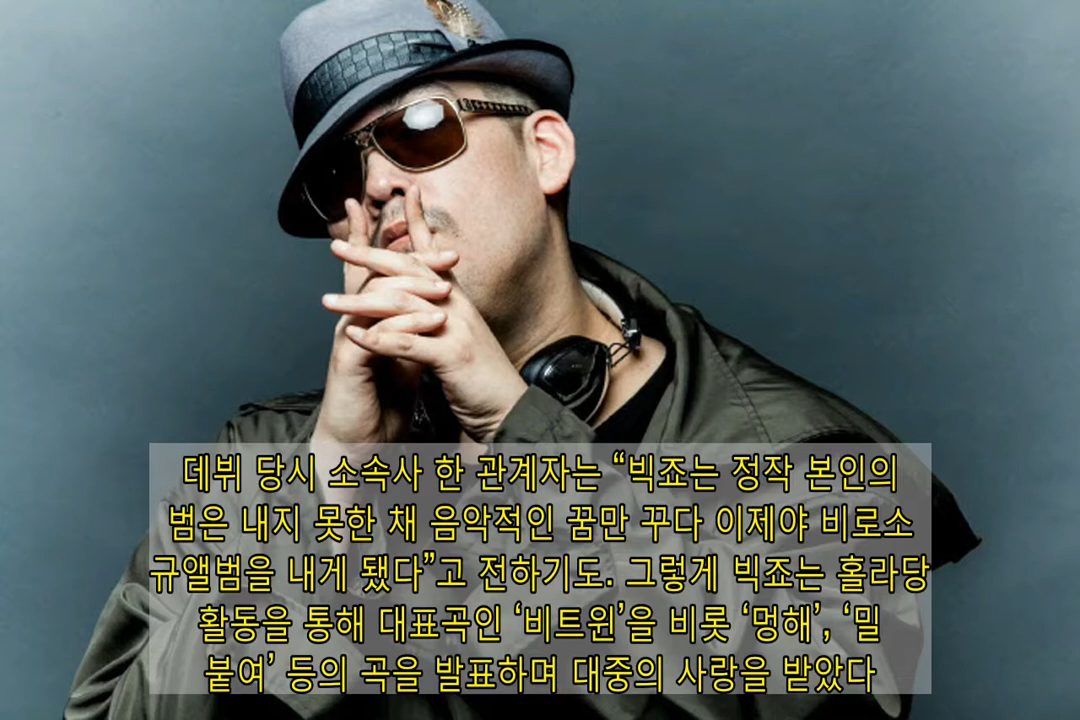 데뷔 당시 소속사 한 관계자는 “빅죠는 정작 본인의
범은 내지 못한 채 음악적인 꿈만 꾸다 이제야 비로소
규앨범을 내게 됐다”고 전하기도. 그렇게 빅죠는 홀라당
활동을 통해 대표곡인 ‘비트윈’을 비롯 ‘멍해’, ‘밀
붙여’ 등의 곡을 발표하며 대중의 사랑을 받았다